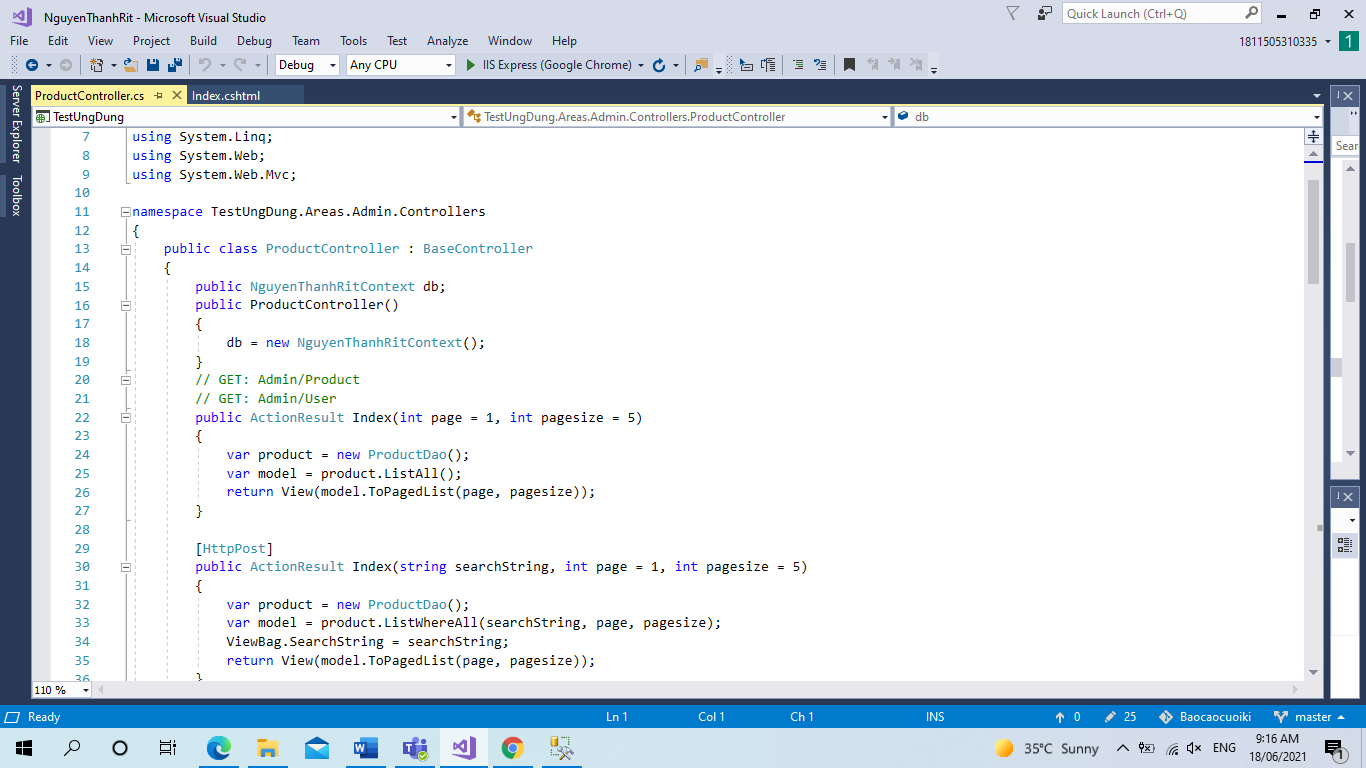 NguyenThanhRit - Microsoft Visual Studio
Quick Launch (Ctrl+Q)
File Edit View Project Build Debug Team Tools Test Analyze Window Help
1811505310335
1
Debug Any CPU IIS Express (Google Chrome)
Server Explorer
Toolbox
ProductController.cs Index.cshtml
TestUngDung TestUngDung.Areas.Admin.Controllers.ProductController db
Sear
7 using System.Linq;
8 using System.Web;
9 using System.Web.Mvc;
10
11 namespace TestUngDung.Areas.Admin.Controllers
12 {
13 public class ProductController : BaseController
14 {
15 public NguyenThanhRitContext db;
16 public ProductController()
17 {
18 db = new NguyenThanhRitContext();
19 }
20 // GET: Admin/Product
21 // GET: Admin/User
22 public ActionResult Index(int page = 1, int pagesize = 5)
23 {
24 var product = new ProductDao();
25 var model = product.ListAll();
26 return View(model.ToPagedList(page, pagesize));
27 }
28
29 [HttpPost]
30 public ActionResult Index(string searchString, int page = 1, int pagesize = 5)
31 {
32 var product = new ProductDao();
33 var model = product.ListWhereAll(searchString, page, pagesize);
34 ViewBag.SearchString = searchString;
35 return View(model.ToPagedList(page, pagesize));
36 }
110 %
Ready Ln 1 Col 1 Ch 1 INS 0 25 Baocaocuoiki master
35°C Sunny ENG 9:16 AM
18/06/2021
1